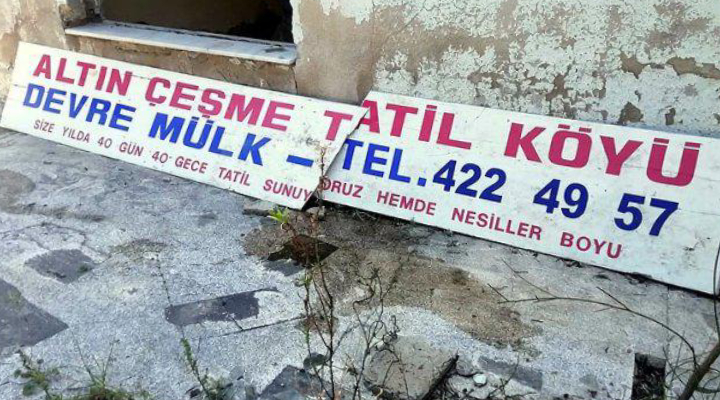 ALTIN ÇEŞME TATİL KÖYÜ
DEVRE MÜLK – TEL. 422 49 57
SİZE YILDA 40 GÜN 40 GECE TATİL SUNUYORUZ HEMDE NESİLLER BOYU